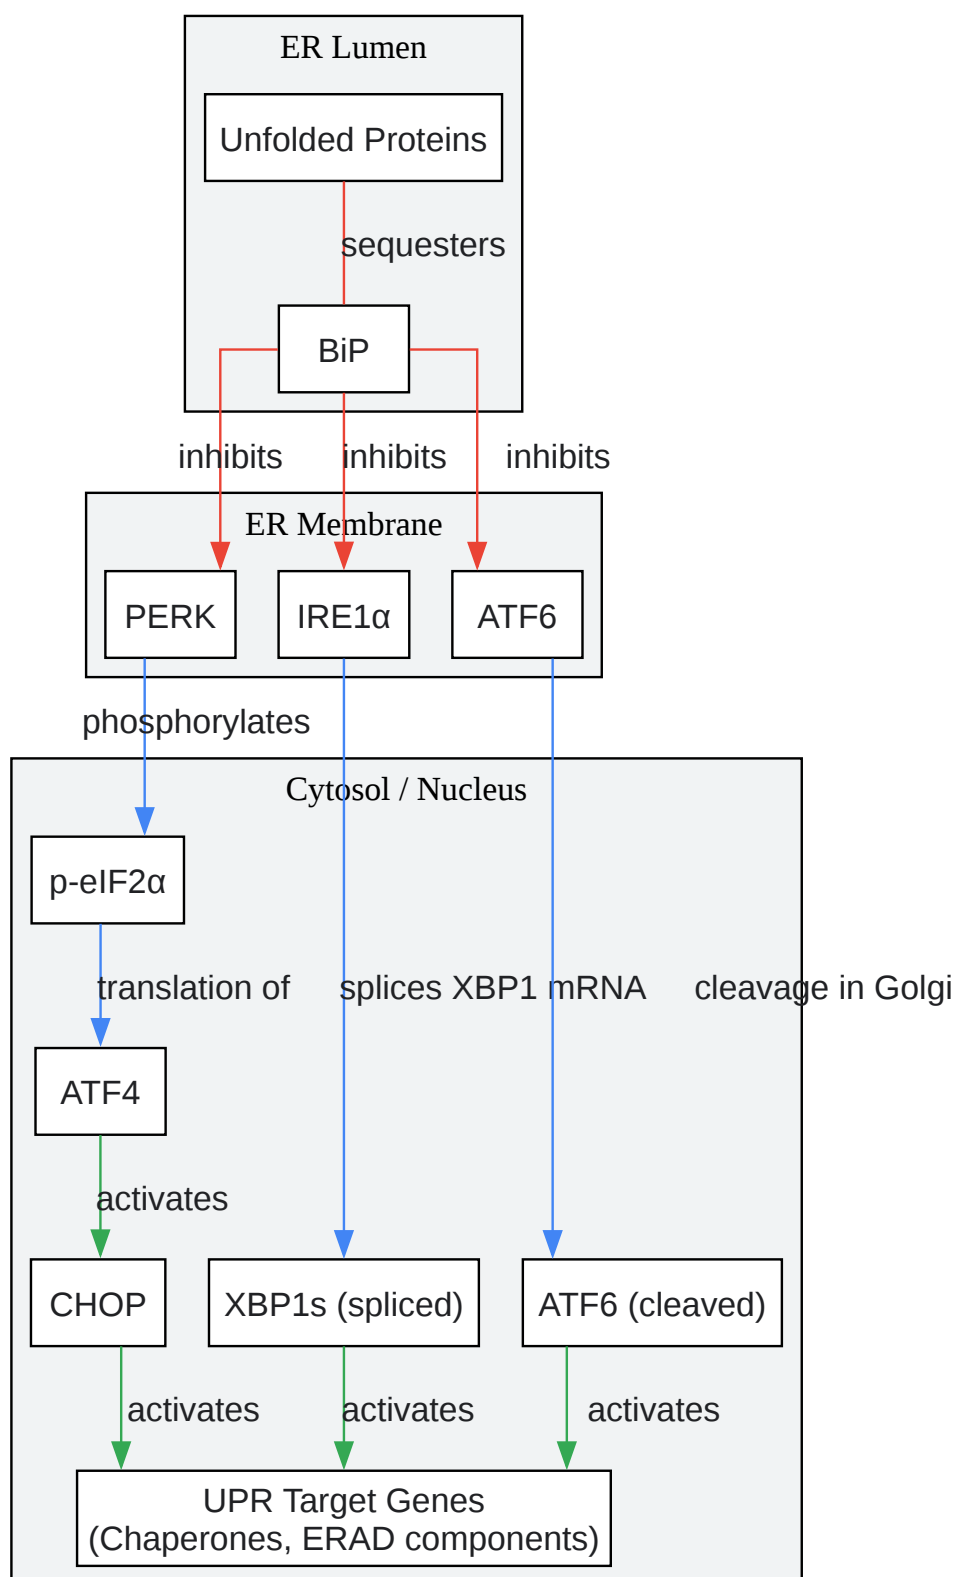 ER Lumen
Unfolded Proteins
sequesters
BiP
inhibits
inhibits
inhibits
ER Membrane
PERK
IRE1α
ATF6
phosphorylates
Cytosol / Nucleus
p-eIF2α
translation of
splices XBP1 mRNA
cleavage in Golgi
ATF4
activates
CHOP
XBP1s (spliced)
ATF6 (cleaved)
activates
activates
activates
UPR Target Genes
(Chaperones, ERAD components)